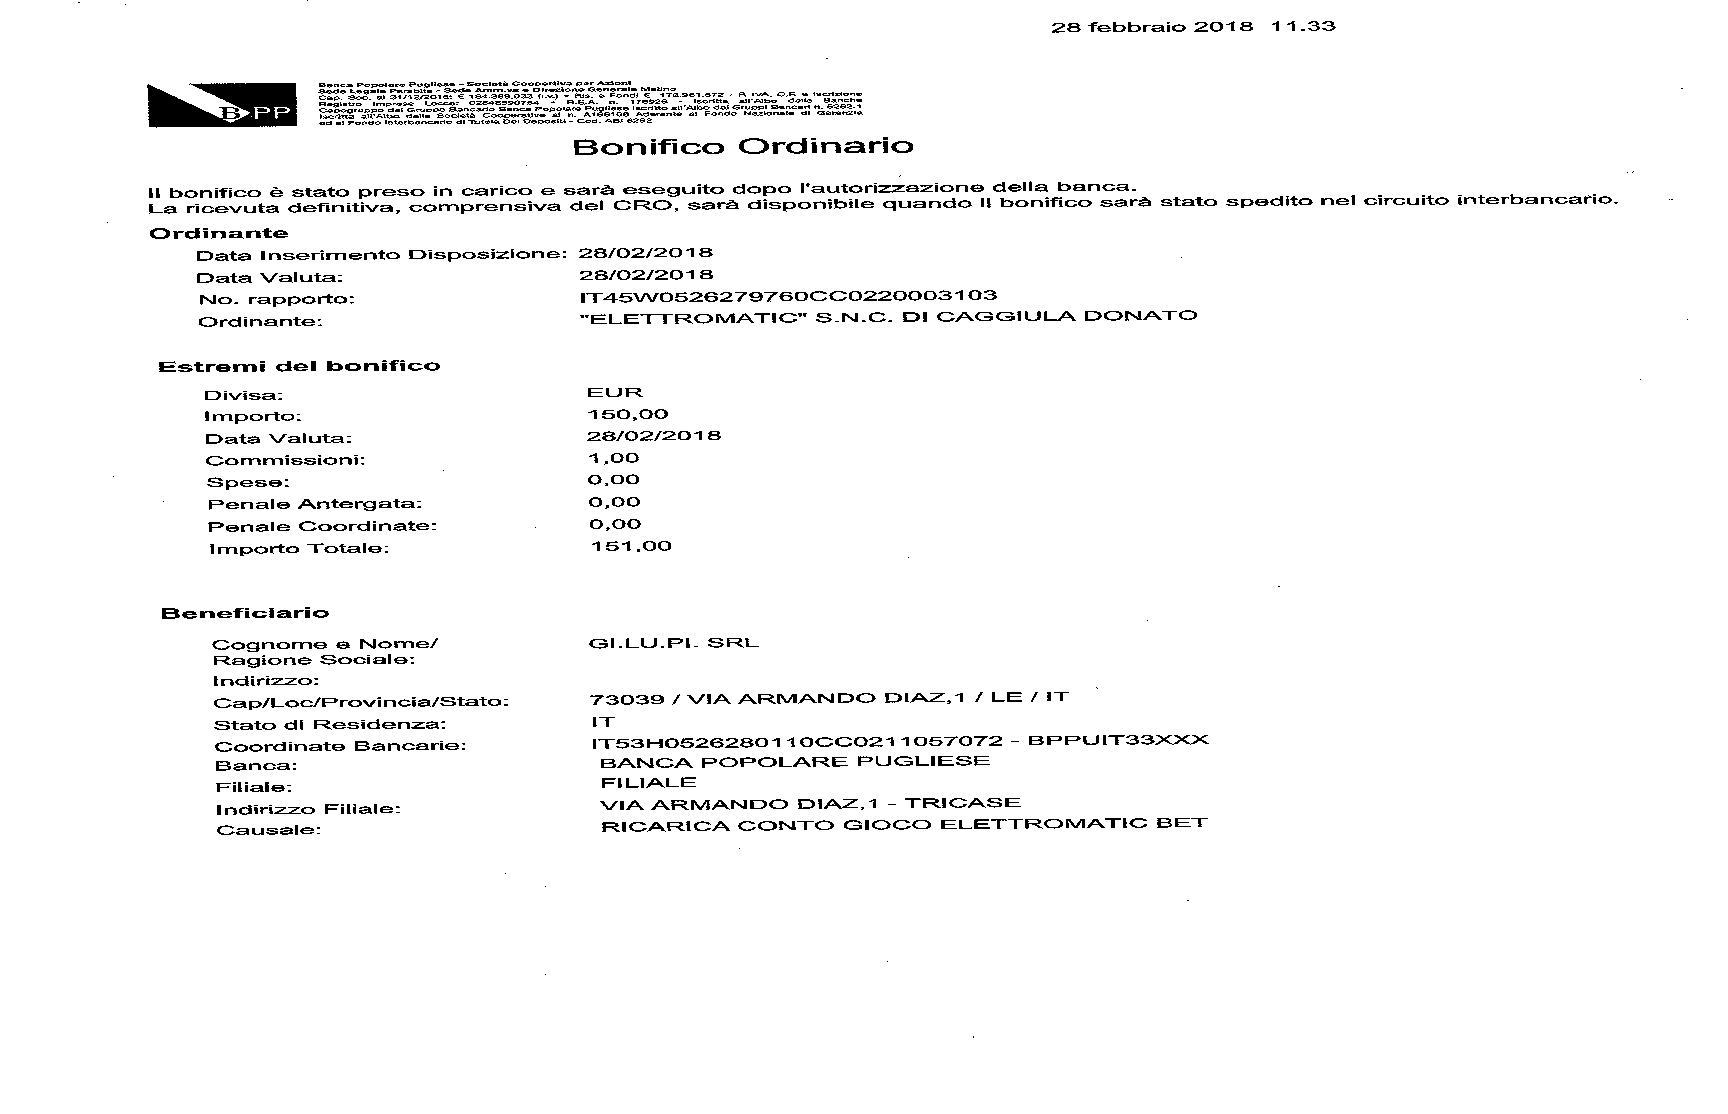 28 febbraio 2018 11.33
B PP
Banca Popolare Pugliese - Società Cooperativa per Azioni
Sede Legale Parabita - Sede Amm.va e Direzione Generale Matino
Cap. Soc. al 31/12/2016: € 184.369.033 (i.v.) - Ris. e Fondi € - P. IVA, C.F. e Iscrizione
Registro Imprese Lecce: 02848590754 - R.E.A. n. 176926 - Iscritta all'Albo delle Banche
Capogruppo del Gruppo Bancario Banca Popolare Pugliese iscritto all'Albo dei Gruppi Bancari n. 5262.1
Iscritta all'Albo delle Società Cooperative al n. A166106 Aderente al Fondo Nazionale di Garanzia
ed al Fondo Interbancario di Tutela Dei Depositi - Cod. ABI 5262
Bonifico Ordinario
Il bonifico è stato preso in carico e sarà eseguito dopo l'autorizzazione della banca.
La ricevuta definitiva, comprensiva del CRO, sarà disponibile quando il bonifico sarà stato spedito nel circuito interbancario.
Ordinante
Data Inserimento Disposizione: 28/02/2018
Data Valuta: 28/02/2018
No. rapporto: IT45W0526279760CC0220003103
Ordinante: "ELETTROMATIC" S.N.C. DI CAGGIULA DONATO
Estremi del bonifico
Divisa: EUR
Importo: 150,00
Data Valuta: 28/02/2018
Commissioni: 1,00
Spese: 0,00
Penale Antergata: 0,00
Penale Coordinate: 0,00
Importo Totale: 151,00
Beneficiario
Cognome e Nome/ GI.LU.PI. SRL
Ragione Sociale:
Indirizzo:
Cap/Loc/Provincia/Stato: 73039 / VIA ARMANDO DIAZ,1 / LE / IT
Stato di Residenza: IT
Coordinate Bancarie: IT53H0526280110CC0211057072 - BPPUIT33XXX
Banca: BANCA POPOLARE PUGLIESE
Filiale: FILIALE
Indirizzo Filiale: VIA ARMANDO DIAZ,1 - TRICASE
Causale: RICARICA CONTO GIOCO ELETTROMATIC BET